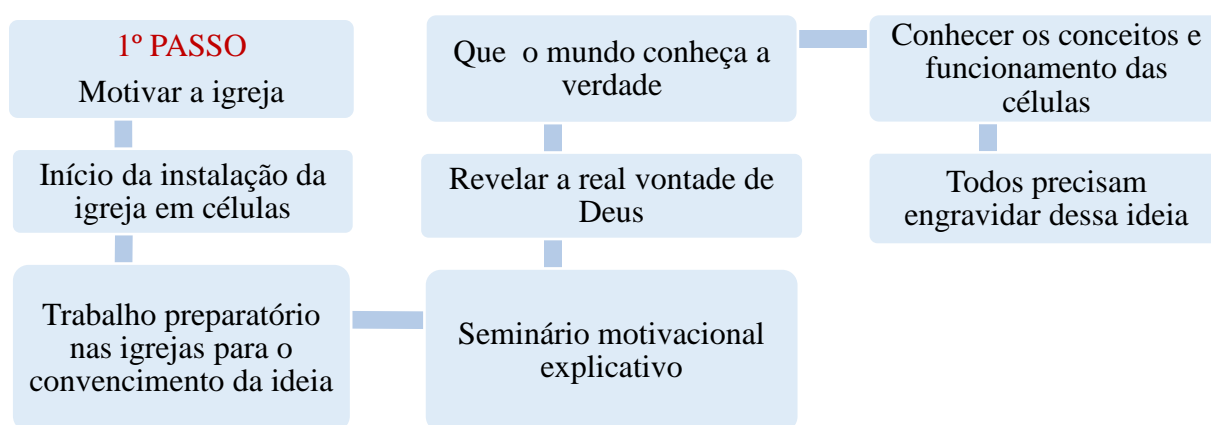 1º PASSO
Motivar a igreja
Início da instalação da
igreja em células
Trabalho preparatório
nas igrejas para o
convencimento da ideia
Seminário motivacional
explicativo
Revelar a real vontade de
Deus
Que o mundo conheça a
verdade
Conhecer os conceitos e
funcionamento das
células
Todos precisam
engravidar dessa ideia